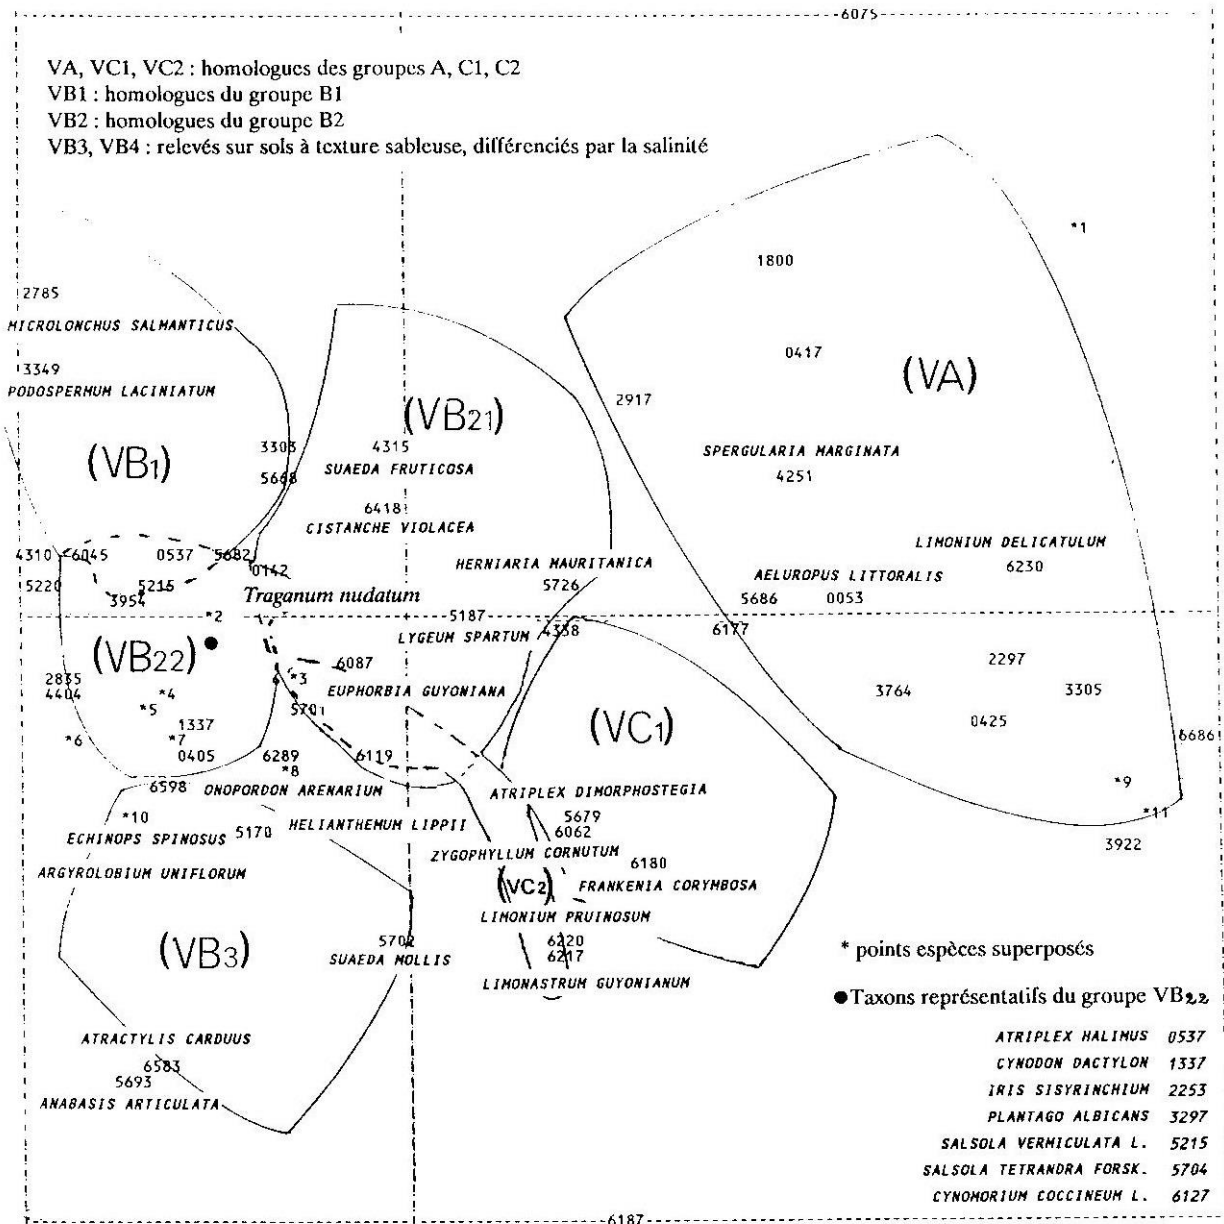 6075
VA, VC1, VC2 : homologues des groupes A, C1, C2
VB1 : homologues du groupe B1
VB2 : homologues du groupe B2
VB3, VB4 : relevés sur sols à texture sableuse, différenciés par la salinité
*1
1800
2785
MICROLONCHUS SALMANTICUS
0417
3349
(VA)
PODOSPERMUM LACINIATUM
2917
(VB21)
3303 4315
SPERGULARIA MARGINATA
(VB1)
SUAEDA FRUTICOSA
5668
4251
6418
CISTANCHE VIOLACEA
LIMONIUM DELICATULUM
4310 6045 0537 5682
HERNIARIA MAURITANICA
6230
0142
AELUROPUS LITTORALIS
5220 5215 5726
Traganum nudatum
3954
5686 0053
*2 5187
LYGEUM SPARTUM 4338 6177
(VB22)
6087
2297
2835
*3
4404 *4
EUPHORBIA GUYONIANA
3764 3305
*5
5701
1337
(VC1)
0425
*6 *7
6686
0405 6289 6119
*8
*9
6598
ONOPORDON ARENARIUM
ATRIPLEX DIMORPHOSTEGIA
*10
5679
*11
HELIANTHEMUM LIPPII
6062
ECHINOPS SPINOSUS 5170
3922
ZYGOPHYLLUM CORNUTUM
6180
ARGYROLOBIUM UNIFLORUM
(VC2)
FRANKENIA CORYMBOSA
LIMONIUM PRUINOSUM
5702
6220
(VB3)
* points espèces superposés
SUAEDA MOLLIS
6217
LIMONASTRUM GUYONIANUM
●Taxons représentatifs du groupe VB22
ATRACTYLIS CARDUUS
ATRIPLEX HALIMUS 0537
6583
CYNODON DACTYLON 1337
5693
IRIS SISYRINCHIUM 2253
ANABASIS ARTICULATA
PLANTAGO ALBICANS 3297
SALSOLA VERMICULATA L. 5215
SALSOLA TETRANDRA FORSK. 5704
CYNOMORIUM COCCINEUM L. 6127
6187